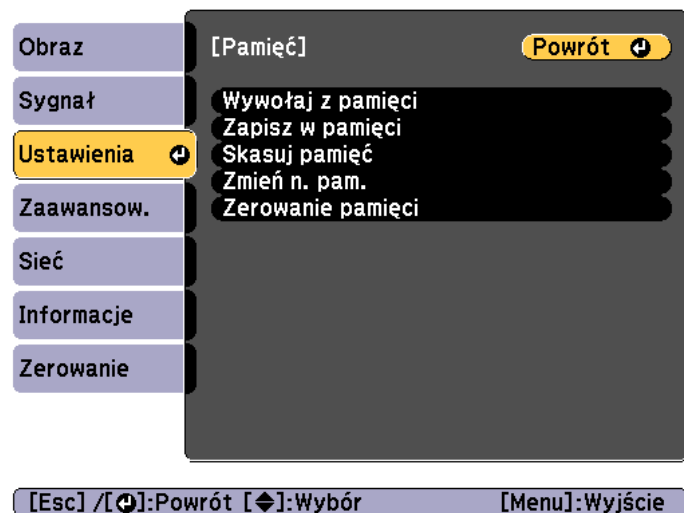 Obraz
Sygnał
Ustawienia
Zaawansow.
Sieć
Informacje
Zerowanie
[Pamięć]
Powrót
Wywołaj z pamięci
Zapisz w pamięci
Skasuj pamięć
Zmień n. pam.
Zerowanie pamięci
[Esc] /[⏎]:Powrót [◆]:Wybór
[Menu]:Wyjście